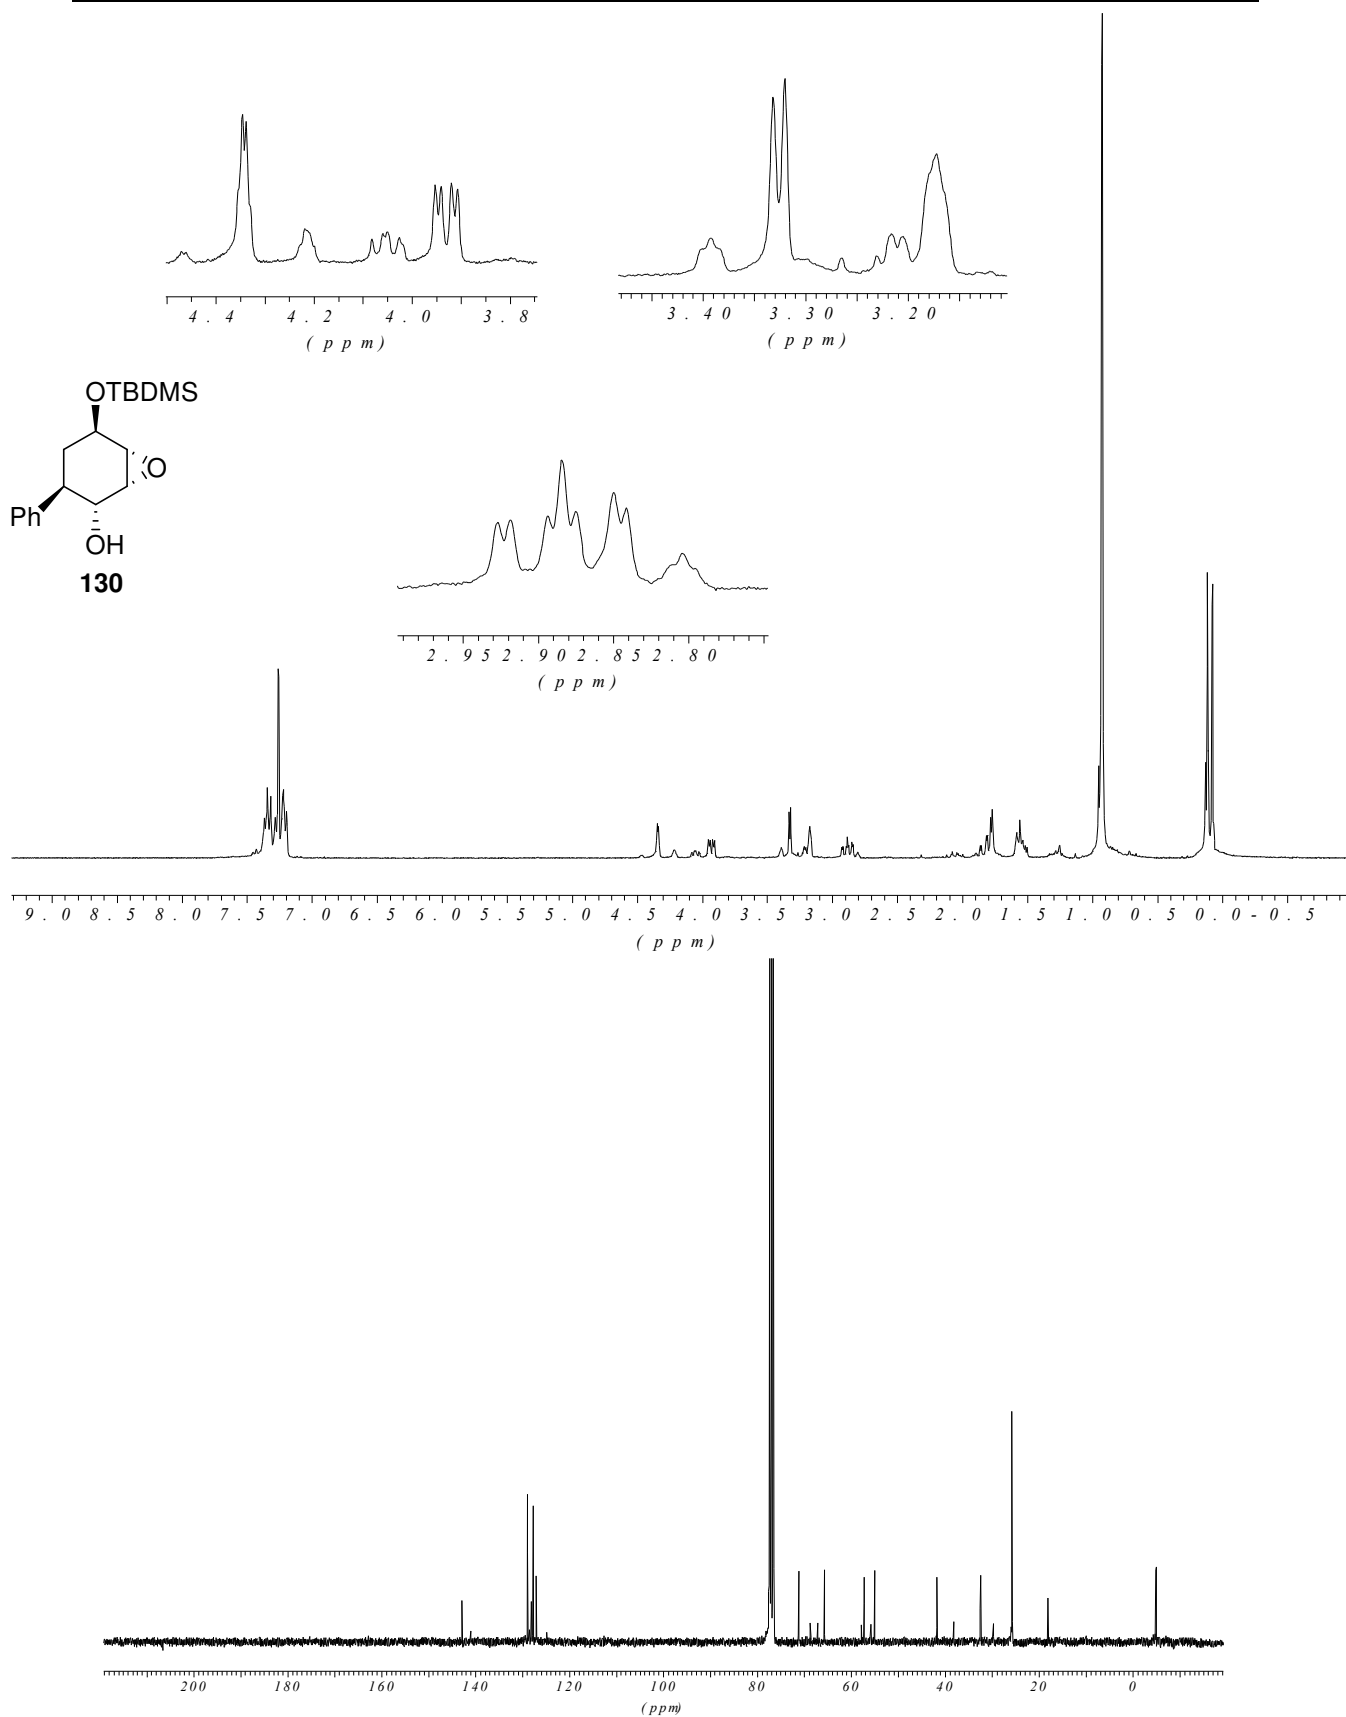 4 . 4 4 . 2 4 . 0 3 . 8
( p p m )
3 . 4 0 3 . 3 0 3 . 2 0
( p p m )
OTBDMS
O
Ph
OH
130
2 . 9 5 2 . 9 0 2 . 8 5 2 . 8 0
( p p m )
9 . 0 8 . 5 8 . 0 7 . 5 7 . 0 6 . 5 6 . 0 5 . 5 5 . 0 4 . 5 4 . 0 3 . 5 3 . 0 2 . 5 2 . 0 1 . 5 1 . 0 0 . 5 0 . 0 - 0 . 5
( p p m )
200 180 160 140 120 100 80 60 40 20 0
(ppm)